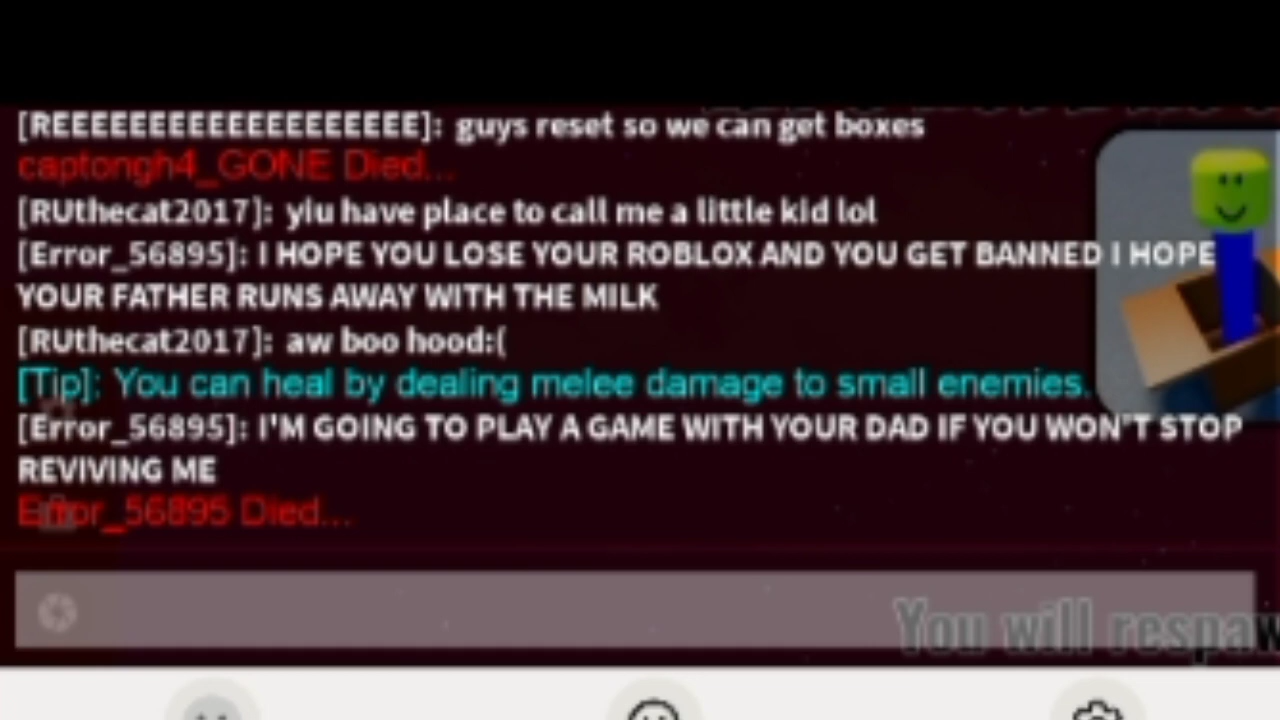 [REEEEEEEEEEEEEEEEEEEE]: guys reset so we can get boxes
captongh4_GONE Died...
[RUthecat2017]: yiu have place to call me a little kid lol
[Error_56895]: I HOPE YOU LOSE YOUR ROBLOX AND YOU GET BANNED I HOPE
YOUR FATHER RUNS AWAY WITH THE MILK
[RUthecat2017]: aw boo hood:(
[Tip]: You can heal by dealing melee damage to small enemies.
[Error_56895]: I'M GOING TO PLAY A GAME WITH YOUR DAD IF YOU WON'T STOP
REVIVING ME
Error_56895 Died...
You will respaw